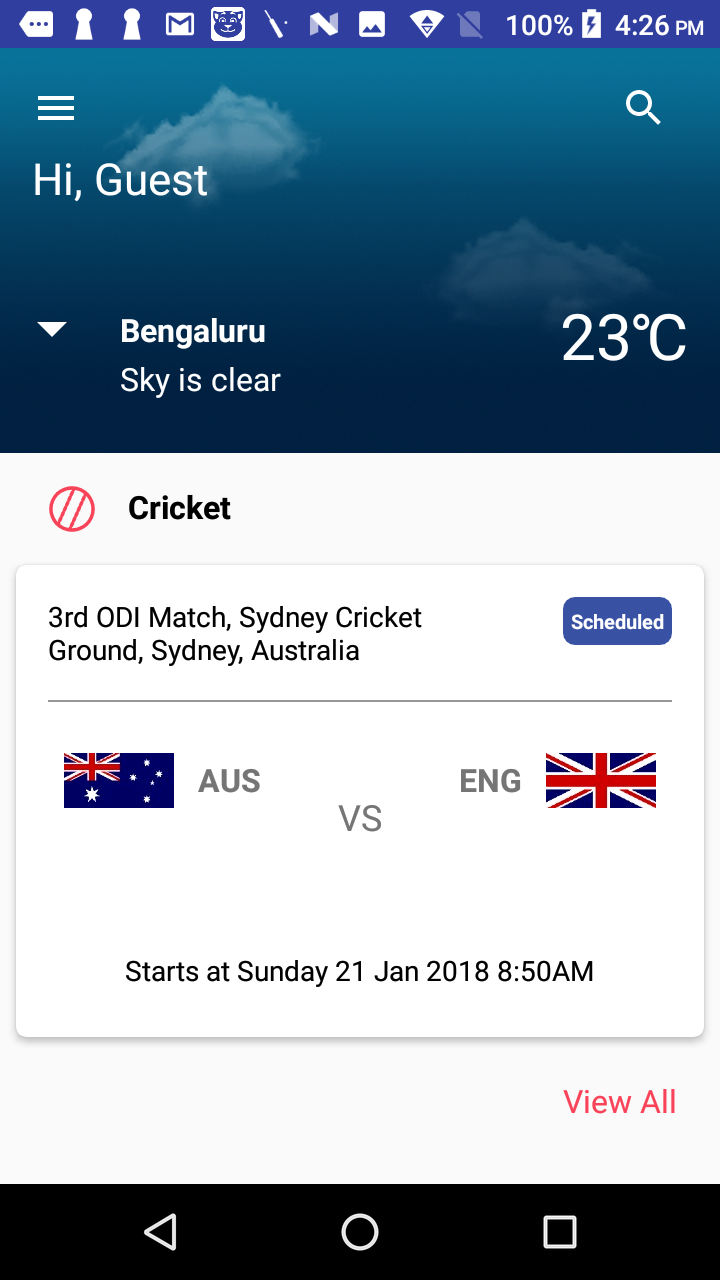 100% 4:26 PM
Hi, Guest
Bengaluru
23°C
Sky is clear
Cricket
3rd ODI Match, Sydney Cricket
Ground, Sydney, Australia
Scheduled
AUS
VS
ENG
Starts at Sunday 21 Jan 2018 8:50AM
View All